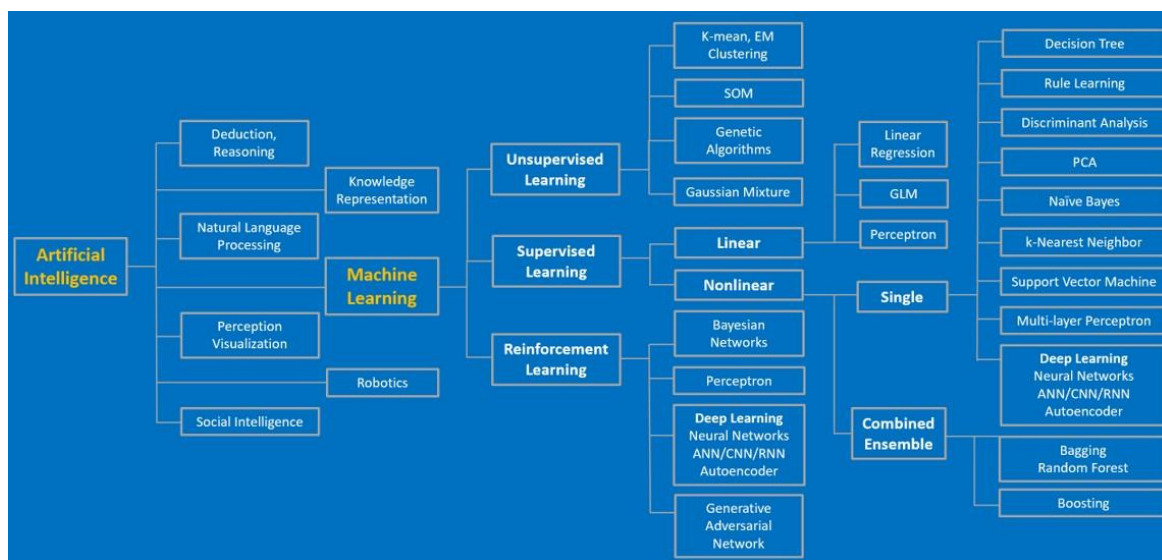 Artificial
Intelligence
Deduction,
Reasoning
Knowledge
Representation
Natural Language
Processing
Machine
Learning
Perception
Visualization
Robotics
Social Intelligence
Unsupervised
Learning
K-mean, EM
Clustering
SOM
Genetic
Algorithms
Gaussian Mixture
Supervised
Learning
Linear
Linear
Regression
GLM
Perceptron
Nonlinear
Single
Decision Tree
Rule Learning
Discriminant Analysis
PCA
Naïve Bayes
k-Nearest Neighbor
Support Vector Machine
Multi-layer Perceptron
Deep Learning
Neural Networks
ANN/CNN/RNN
Autoencoder
Combined
Ensemble
Bagging
Random Forest
Boosting
Reinforcement
Learning
Bayesian
Networks
Perceptron
Deep Learning
Neural Networks
ANN/CNN/RNN
Autoencoder
Generative
Adversarial
Network